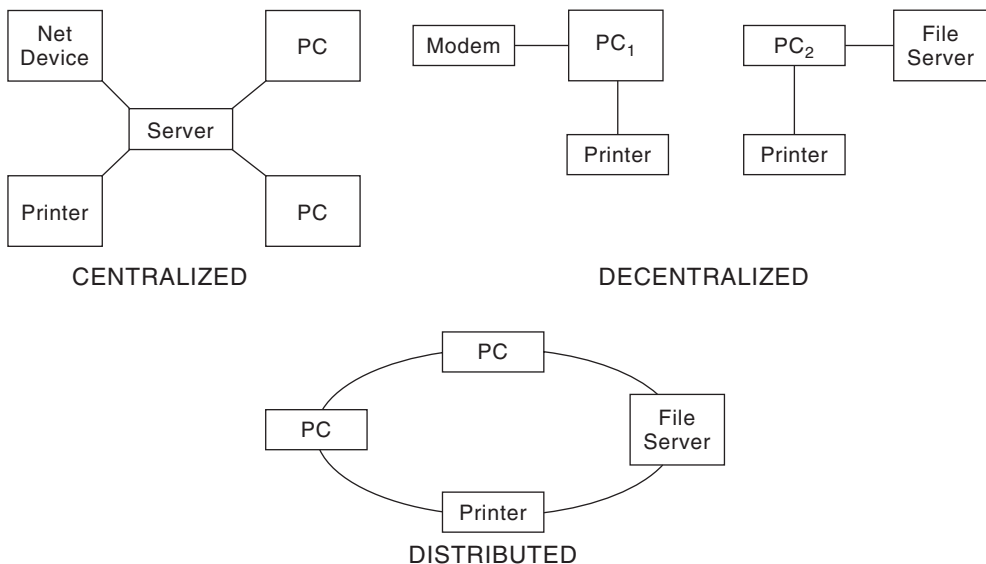 Net
Device
PC
Server
Printer
PC
CENTRALIZED
Modem
PC₁
PC₂
File
Server
Printer
Printer
DECENTRALIZED
PC
PC
File
Server
Printer
DISTRIBUTED